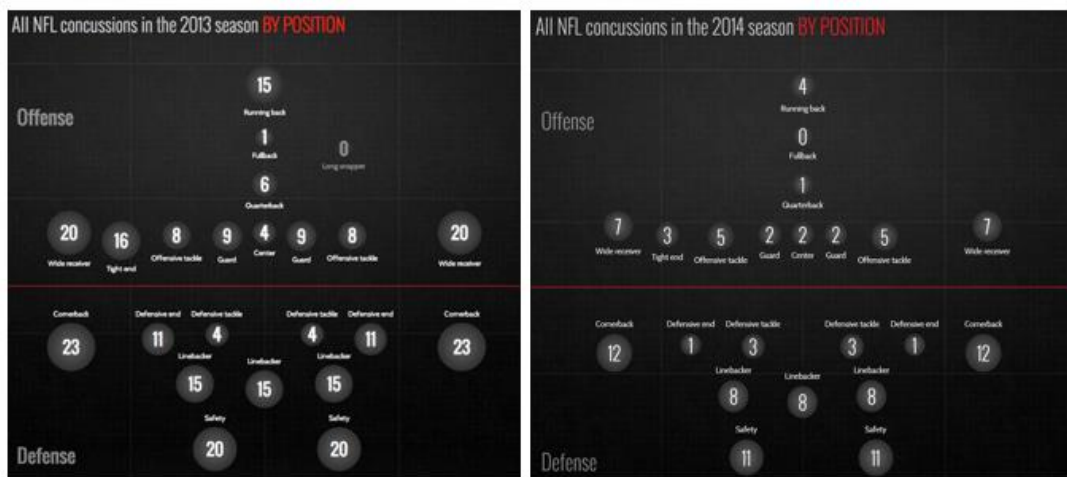 All NFL concussions in the 2013 season BY POSITION
Offense
15
Running back
1
Fullback
0
Long snapper
6
Quarterback
20
Wide receiver
16
Tight end
8
Offensive tackle
9
Guard
4
Center
9
Guard
8
Offensive tackle
20
Wide receiver
Cornerback
23
Defensive end
11
Defensive tackle
4
Defensive tackle
4
Defensive end
11
Cornerback
23
Linebacker
15
Linebacker
15
Linebacker
15
Safety
20
Safety
20
Defense
All NFL concussions in the 2014 season BY POSITION
Offense
4
Running back
0
Fullback
1
Quarterback
7
Wide receiver
3
Tight end
5
Offensive tackle
2
Guard
2
Center
2
Guard
5
Offensive tackle
7
Wide receiver
Cornerback
12
Defensive end
1
Defensive tackle
3
Defensive tackle
3
Defensive end
1
Cornerback
12
Linebacker
8
Linebacker
8
Linebacker
8
Safety
11
Safety
11
Defense